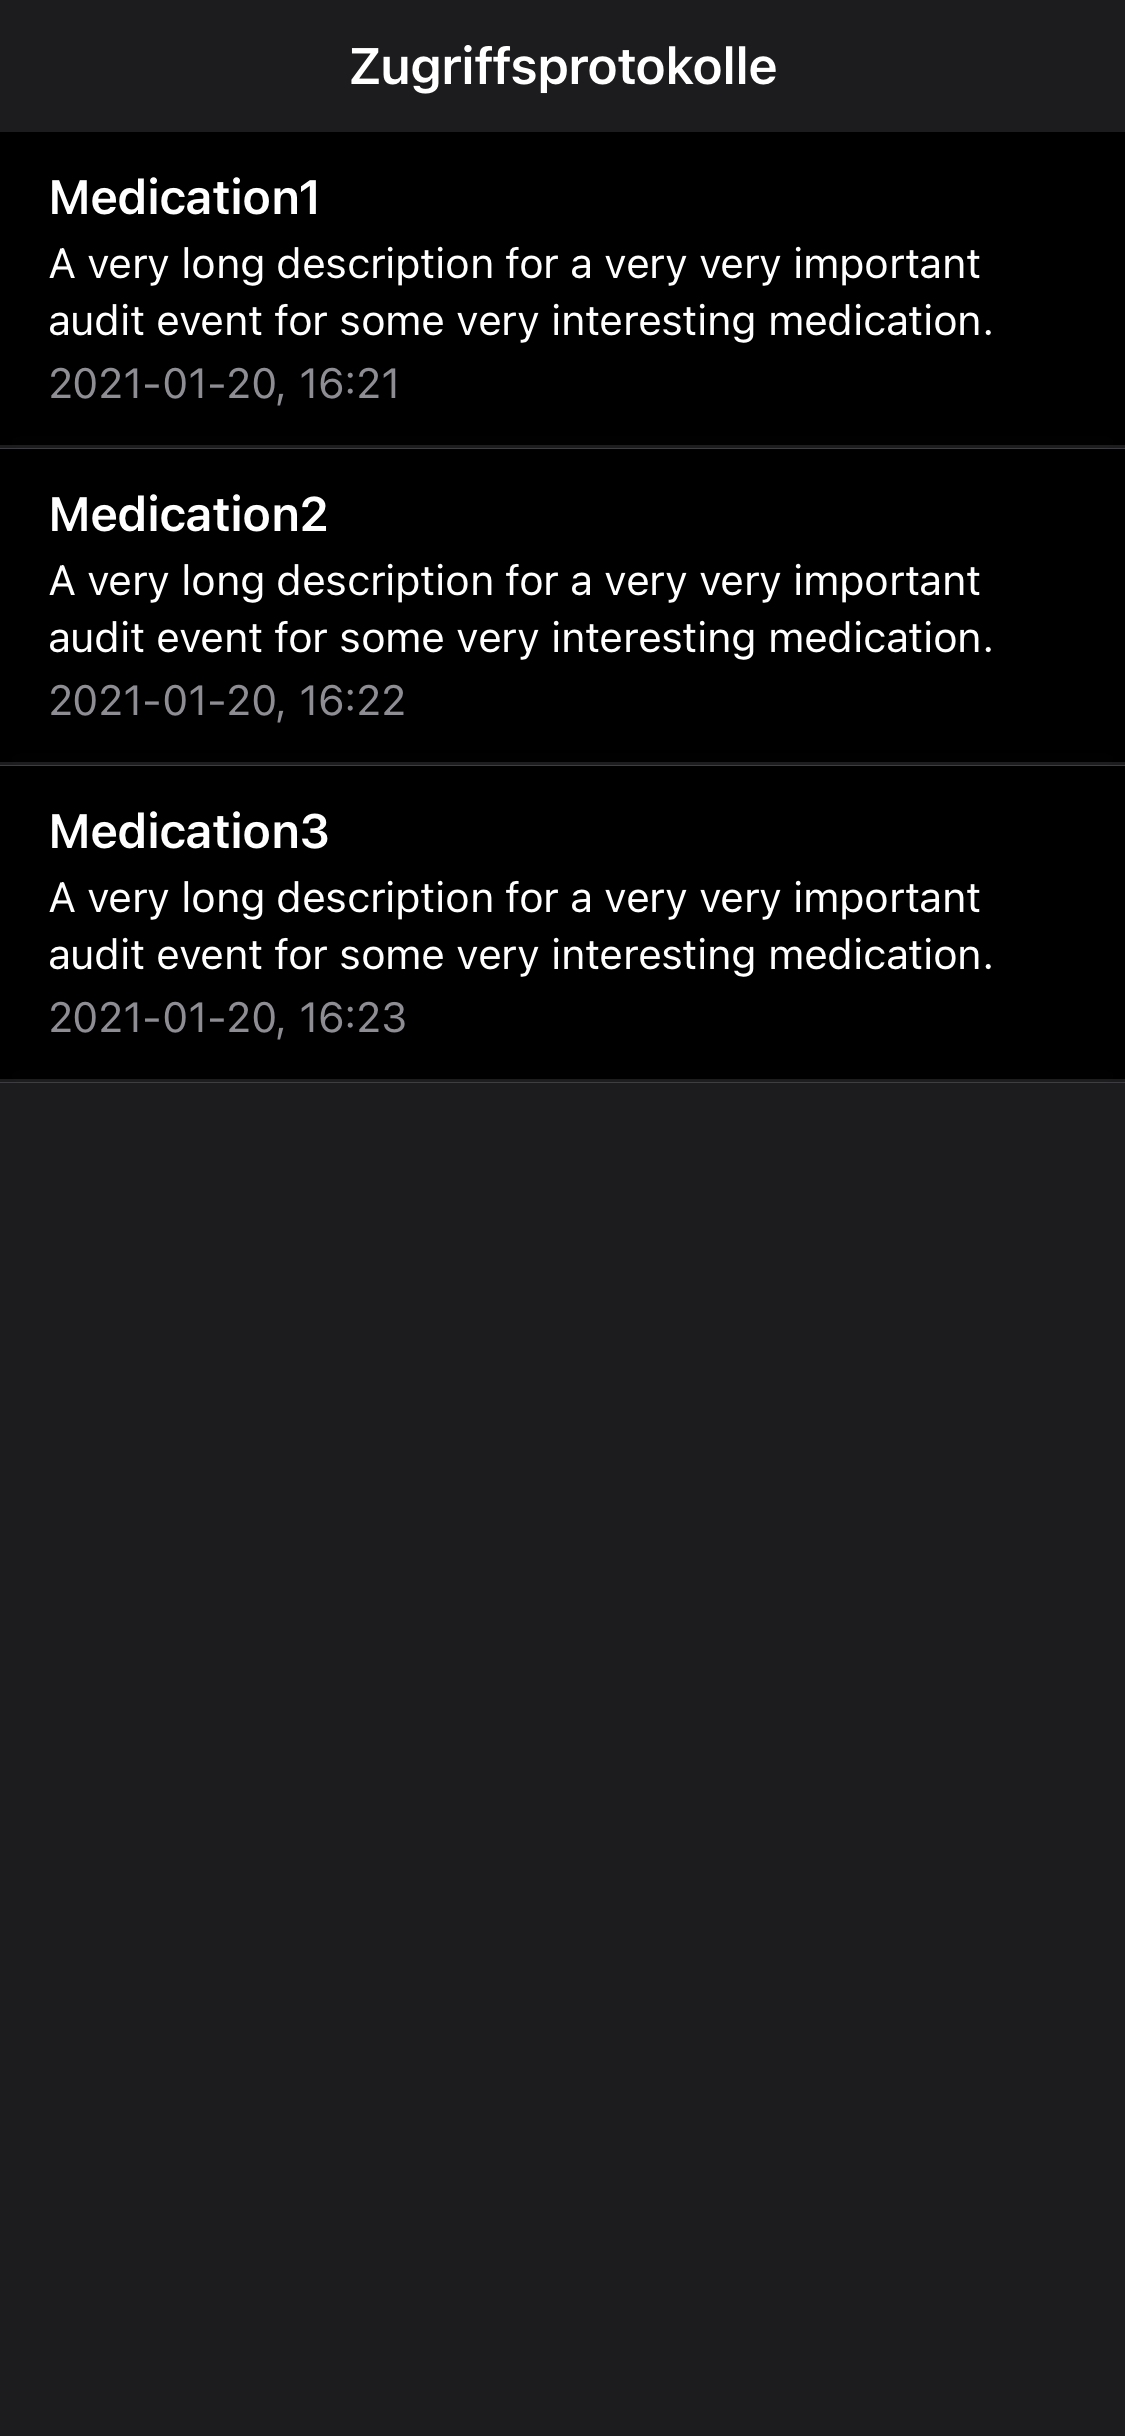 Zugriffsprotokolle
Medication1
A very long description for a very very important
audit event for some very interesting medication.
2021-01-20, 16:21
Medication2
A very long description for a very very important
audit event for some very interesting medication.
2021-01-20, 16:22
Medication3
A very long description for a very very important
audit event for some very interesting medication.
2021-01-20, 16:23